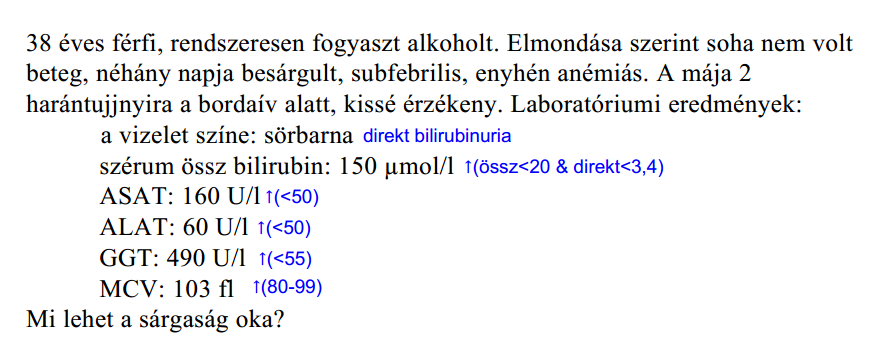 38 éves férfi, rendszeresen fogyaszt alkoholt. Elmondása szerint soha nem volt
beteg, néhány napja besárgult, subfebrilis, enyhén anémiás. A mája 2
harántujjnyira a bordaív alatt, kissé érzékeny. Laboratóriumi eredmények:
a vizelet színe: sörbarna direkt bilirubinuria
szérum össz bilirubin: 150 µmol/l ↑(össz<20 & direkt<3,4)
ASAT: 160 U/l ↑(<50)
ALAT: 60 U/l ↑(<50)
GGT: 490 U/l ↑(<55)
MCV: 103 fl ↑(80-99)
Mi lehet a sárgaság oka?